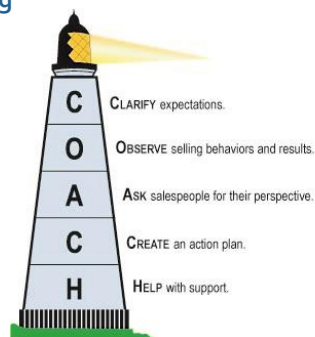 g
C CLARIFY expectations.
O OBSERVE selling behaviors and results.
A ASK salespeople for their perspective.
C CREATE an action plan.
H HELP with support.